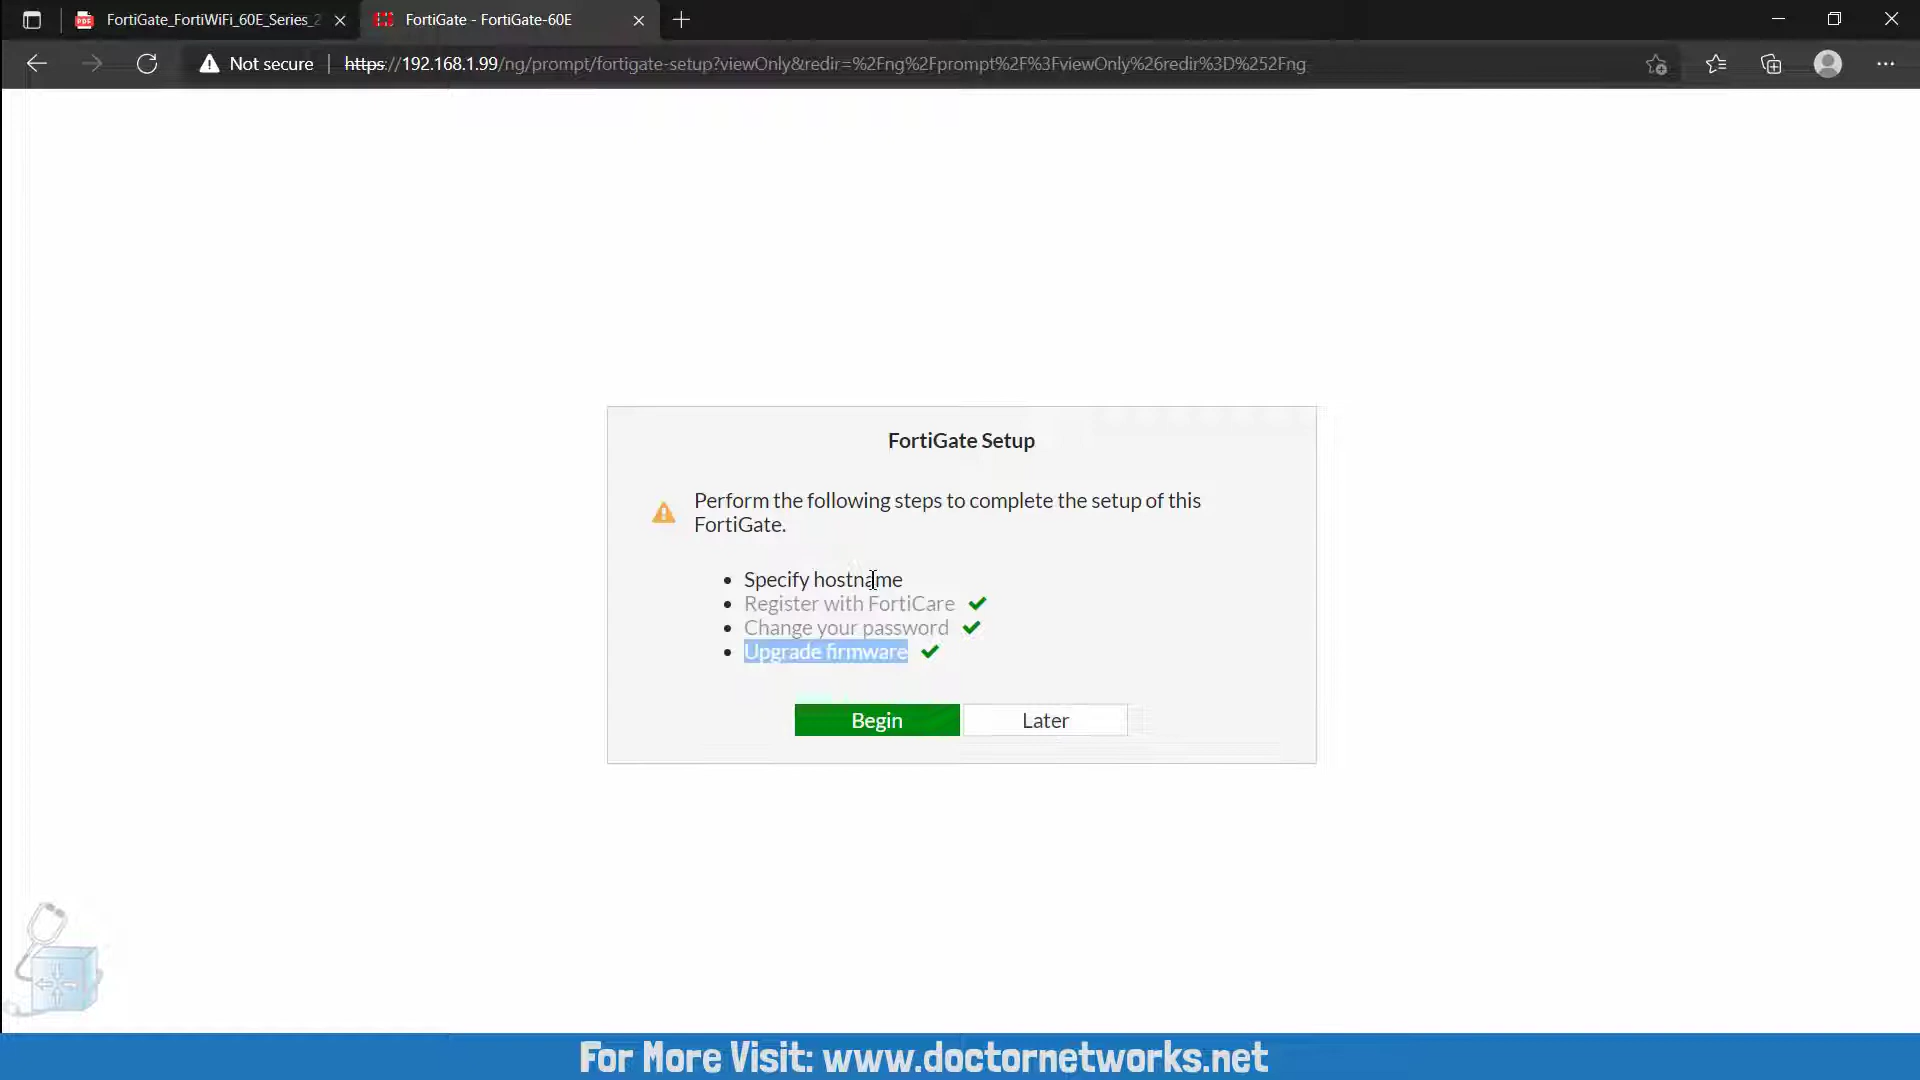 FortiGate_FortiWiFi_60E_Series_2
FortiGate - FortiGate-60E
Not secure
https://192.168.1.99/ng/prompt/fortigate-setup?viewOnly&redir=%2Fng%2Fprompt%2F%3FviewOnly%26redir%3D%252Fng
FortiGate Setup
Perform the following steps to complete the setup of this
FortiGate.
Specify hostname
Register with FortiCare
Change your password
Upgrade firmware
Begin
Later
For More Visit: www.doctornetworks.net